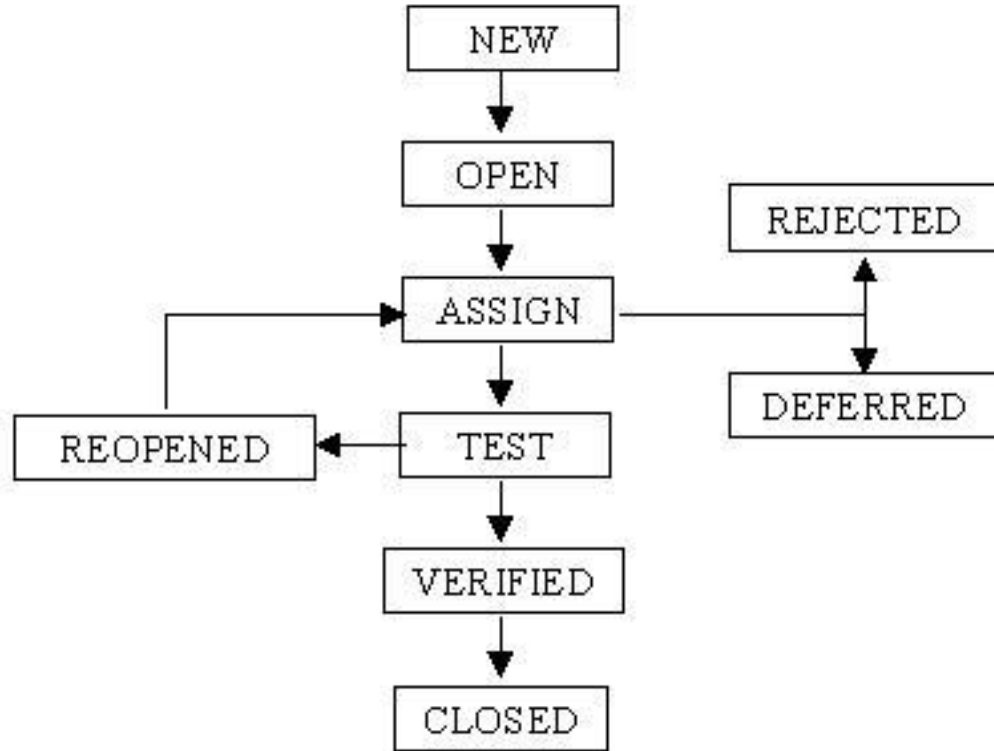 NEW
OPEN
REJECTED
ASSIGN
DEFERRED
REOPENED
TEST
VERIFIED
CLOSED